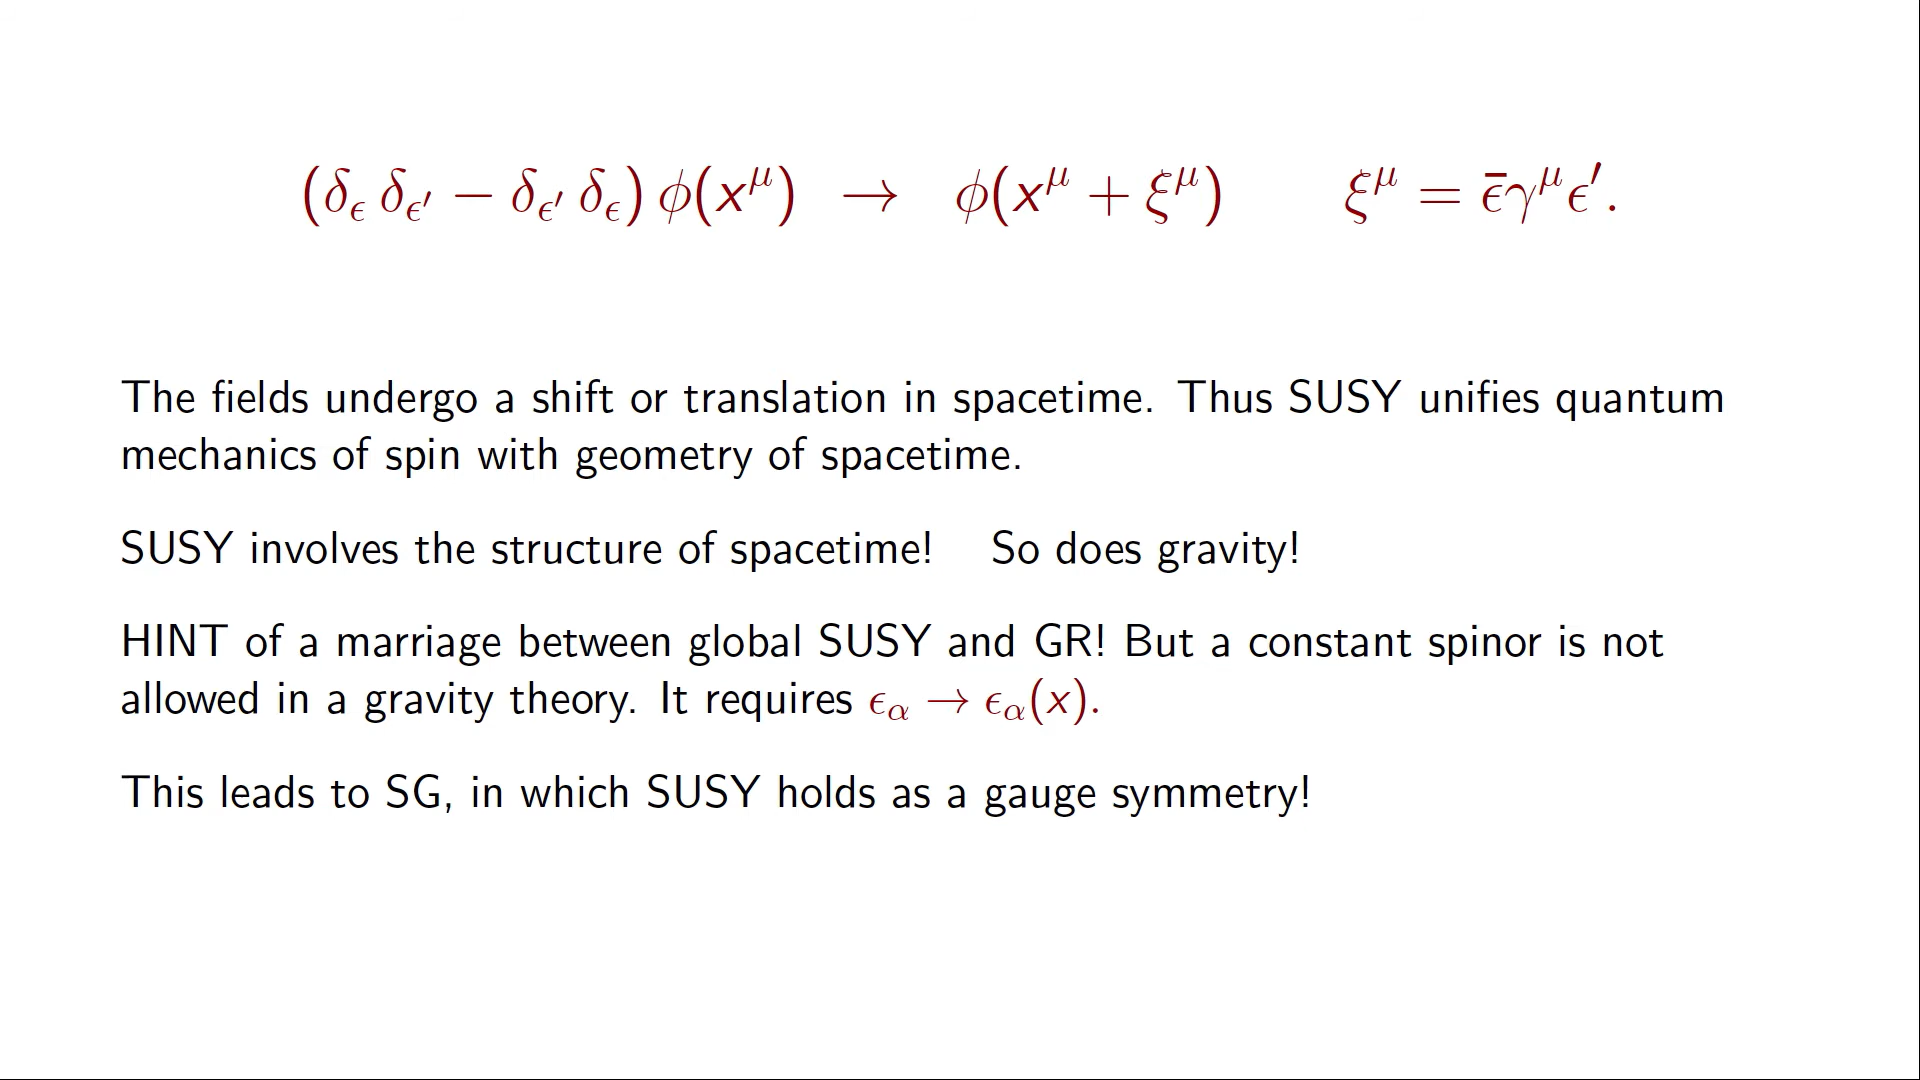 (δ_ϵ δ_ϵ′ − δ_ϵ′ δ_ϵ) ϕ(x^μ) → ϕ(x^μ + ξ^μ) ξ^μ = ϵ̄γ^μϵ′.
The fields undergo a shift or translation in spacetime. Thus SUSY unifies quantum
mechanics of spin with geometry of spacetime.
SUSY involves the structure of spacetime! So does gravity!
HINT of a marriage between global SUSY and GR! But a constant spinor is not
allowed in a gravity theory. It requires ϵ_α → ϵ_α(x).
This leads to SG, in which SUSY holds as a gauge symmetry!